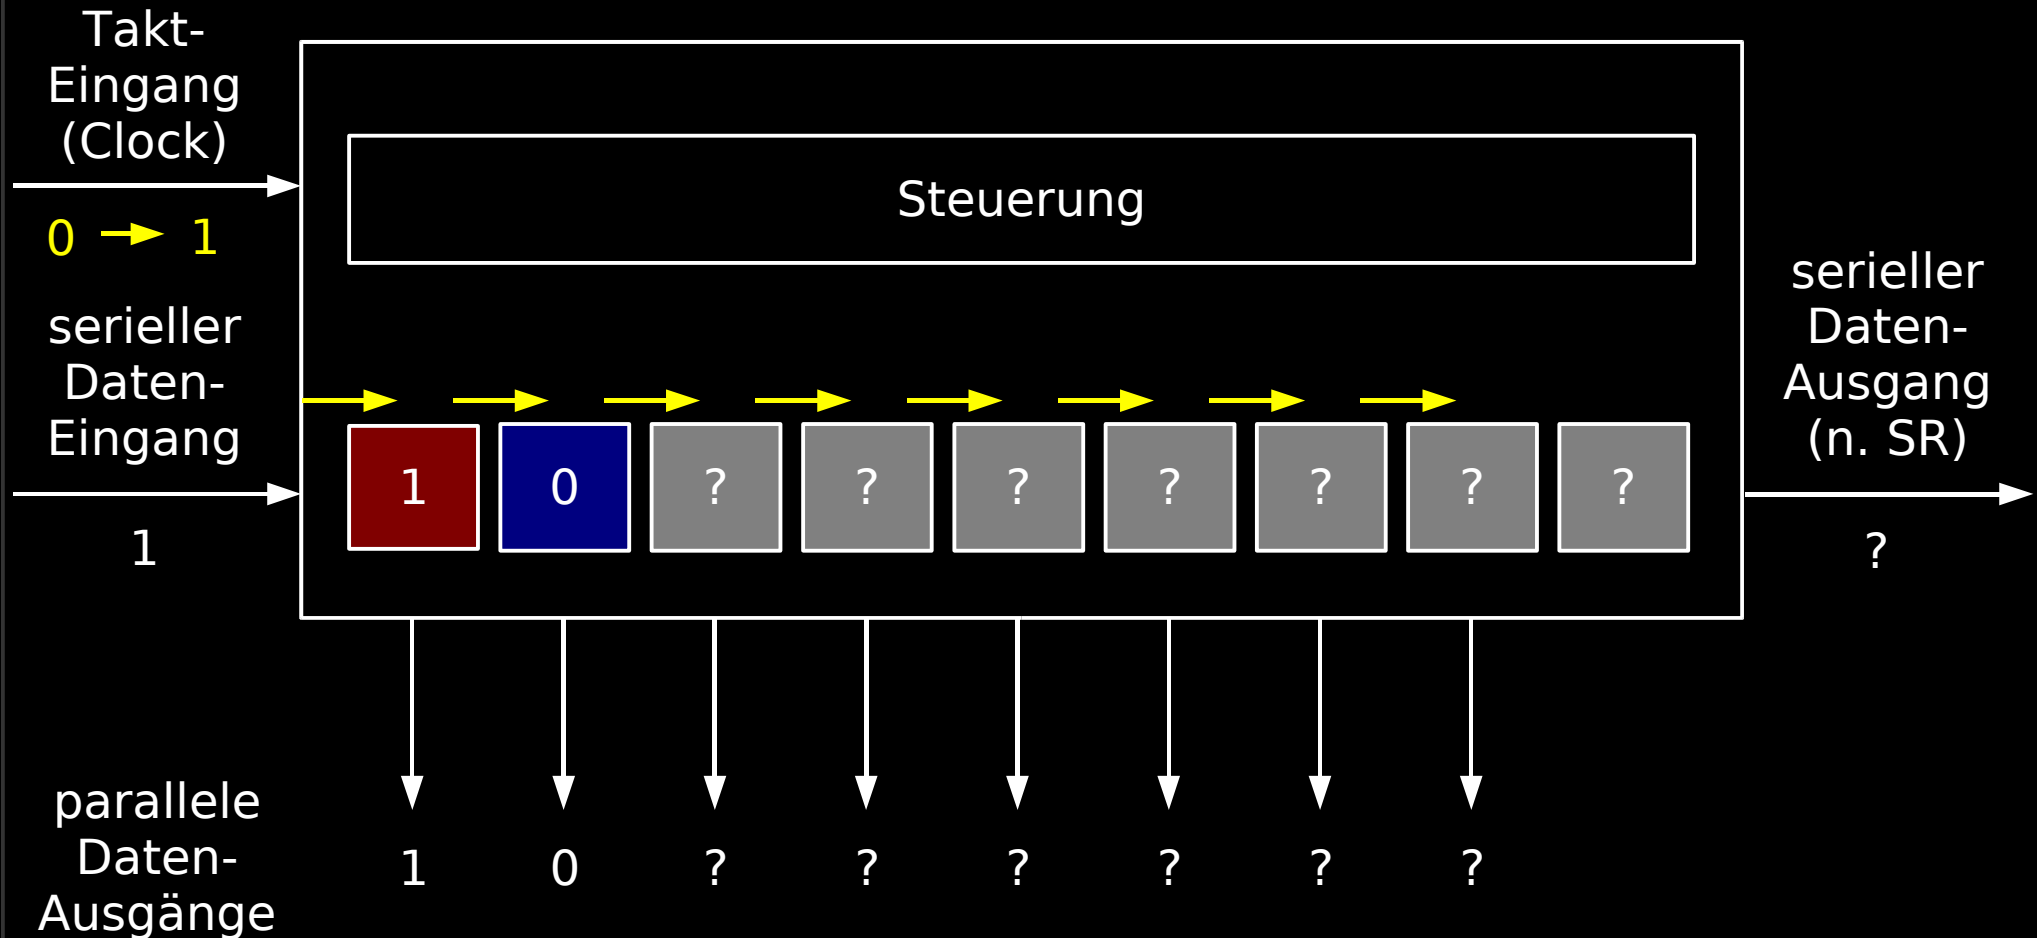 Takt-
Eingang
(Clock)
0 1
Steuerung
serieller
Daten-
Eingang
1
1 0 ? ? ? ? ? ? ?
serieller
Daten-
Ausgang
(n. SR)
?
parallele
Daten-
Ausgänge
1 0 ? ? ? ? ? ?